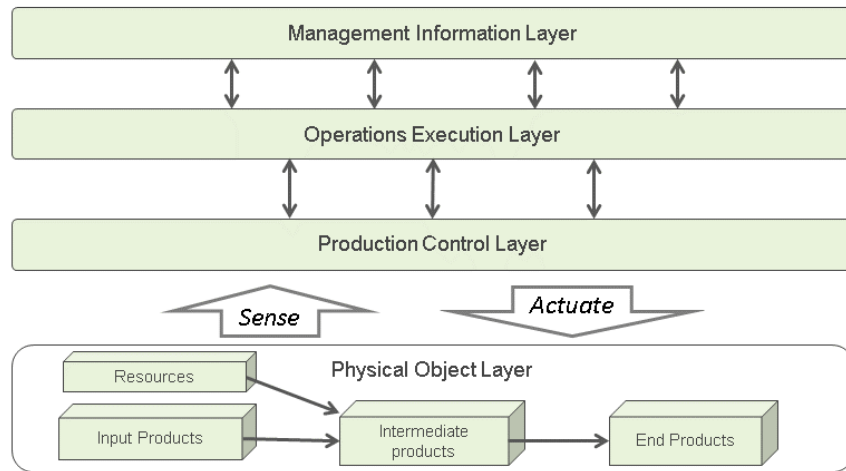 Management Information Layer
Operations Execution Layer
Production Control Layer
Sense
Actuate
Physical Object Layer
Resources
Input Products
Intermediate
products
End Products